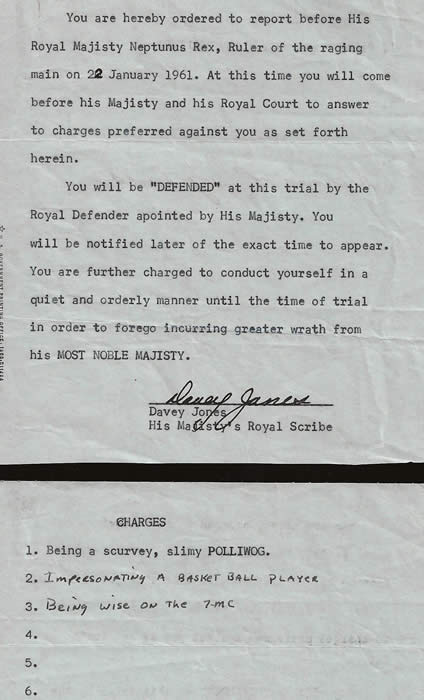 You are hereby ordered to report before His
Royal Majisty Neptunus Rex, Ruler of the raging
main on 22 January 1961. At this time you will come
before his Majisty and his Royal Court to answer
to charges preferred against you as set forth
herein.
You will be "DEFENDED" at this trial by the
Royal Defender apointed by His Majisty. You
will be notified later of the exact time to appear.
You are further charged to conduct yourself in a
quiet and orderly manner until the time of trial
in order to forego incurring greater wrath from
his MOST NOBLE MAJISTY.
Davey Jones
Davey Jones
His Majisty's Royal Scribe
CHARGES
1. Being a scurvey, slimy POLLIWOG.
2. Impersonating a Basket Ball Player
3. Being wise on the 7-MC
4.
5.
6.